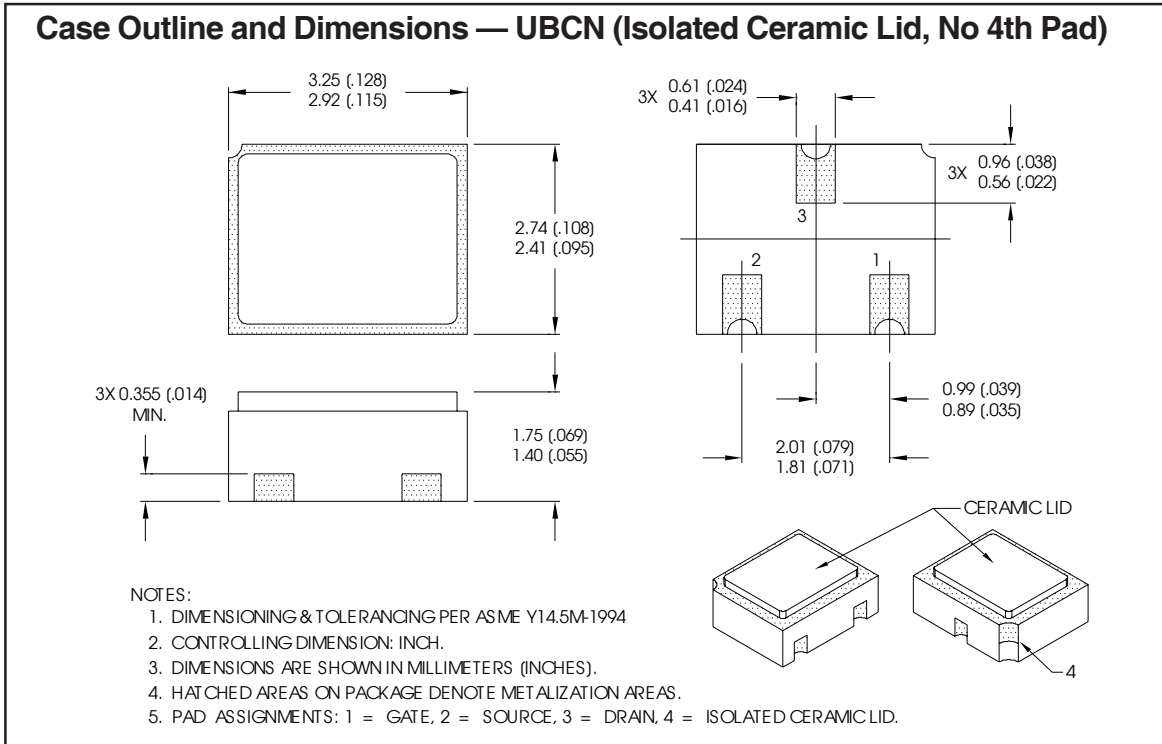 Case Outline and Dimensions — UBCN (Isolated Ceramic Lid, No 4th Pad)
3.25 (.128)
2.92 (.115)
3X 0.61 (.024)
0.41 (.016)
3X 0.96 (.038)
0.56 (.022)
2.74 (.108)
2.41 (.095)
3
2
1
3X 0.355 (.014)
MIN.
1.75 (.069)
1.40 (.055)
0.99 (.039)
0.89 (.035)
2.01 (.079)
1.81 (.071)
CERAMIC LID
4
NOTES:
1. DIMENSIONING & TOLERANCING PER ASME Y14.5M-1994
2. CONTROLLING DIMENSION: INCH.
3. DIMENSIONS ARE SHOWN IN MILLIMETERS (INCHES).
4. HATCHED AREAS ON PACKAGE DENOTE METALIZATION AREAS.
5. PAD ASSIGNMENTS: 1 = GATE, 2 = SOURCE, 3 = DRAIN, 4 = ISOLATED CERAMIC LID.